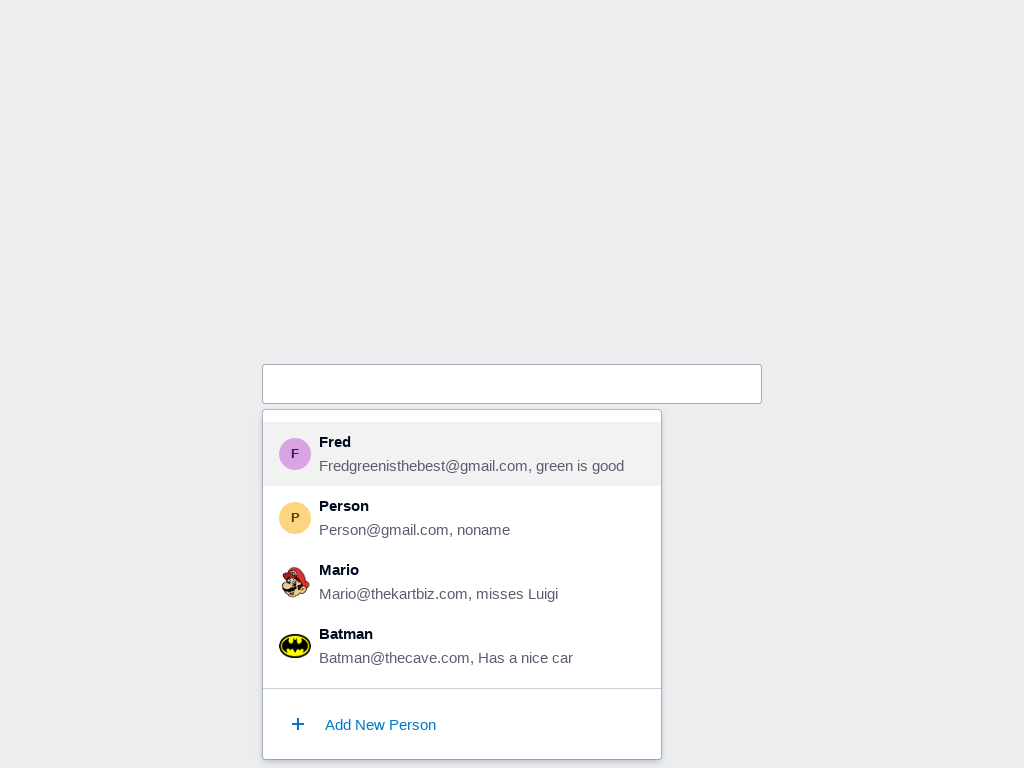 F
Fred
Fredgreenisthebest@gmail.com, green is good
P
Person
Person@gmail.com, noname
Mario
Mario@thekartbiz.com, misses Luigi
Batman
Batman@thecave.com, Has a nice car
Add New Person